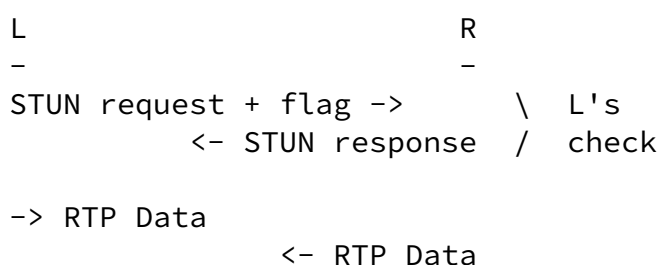 L                        R
-                        -
STUN request + flag ->      \  L's
          <- STUN response  /  check

-> RTP Data
               <- RTP Data